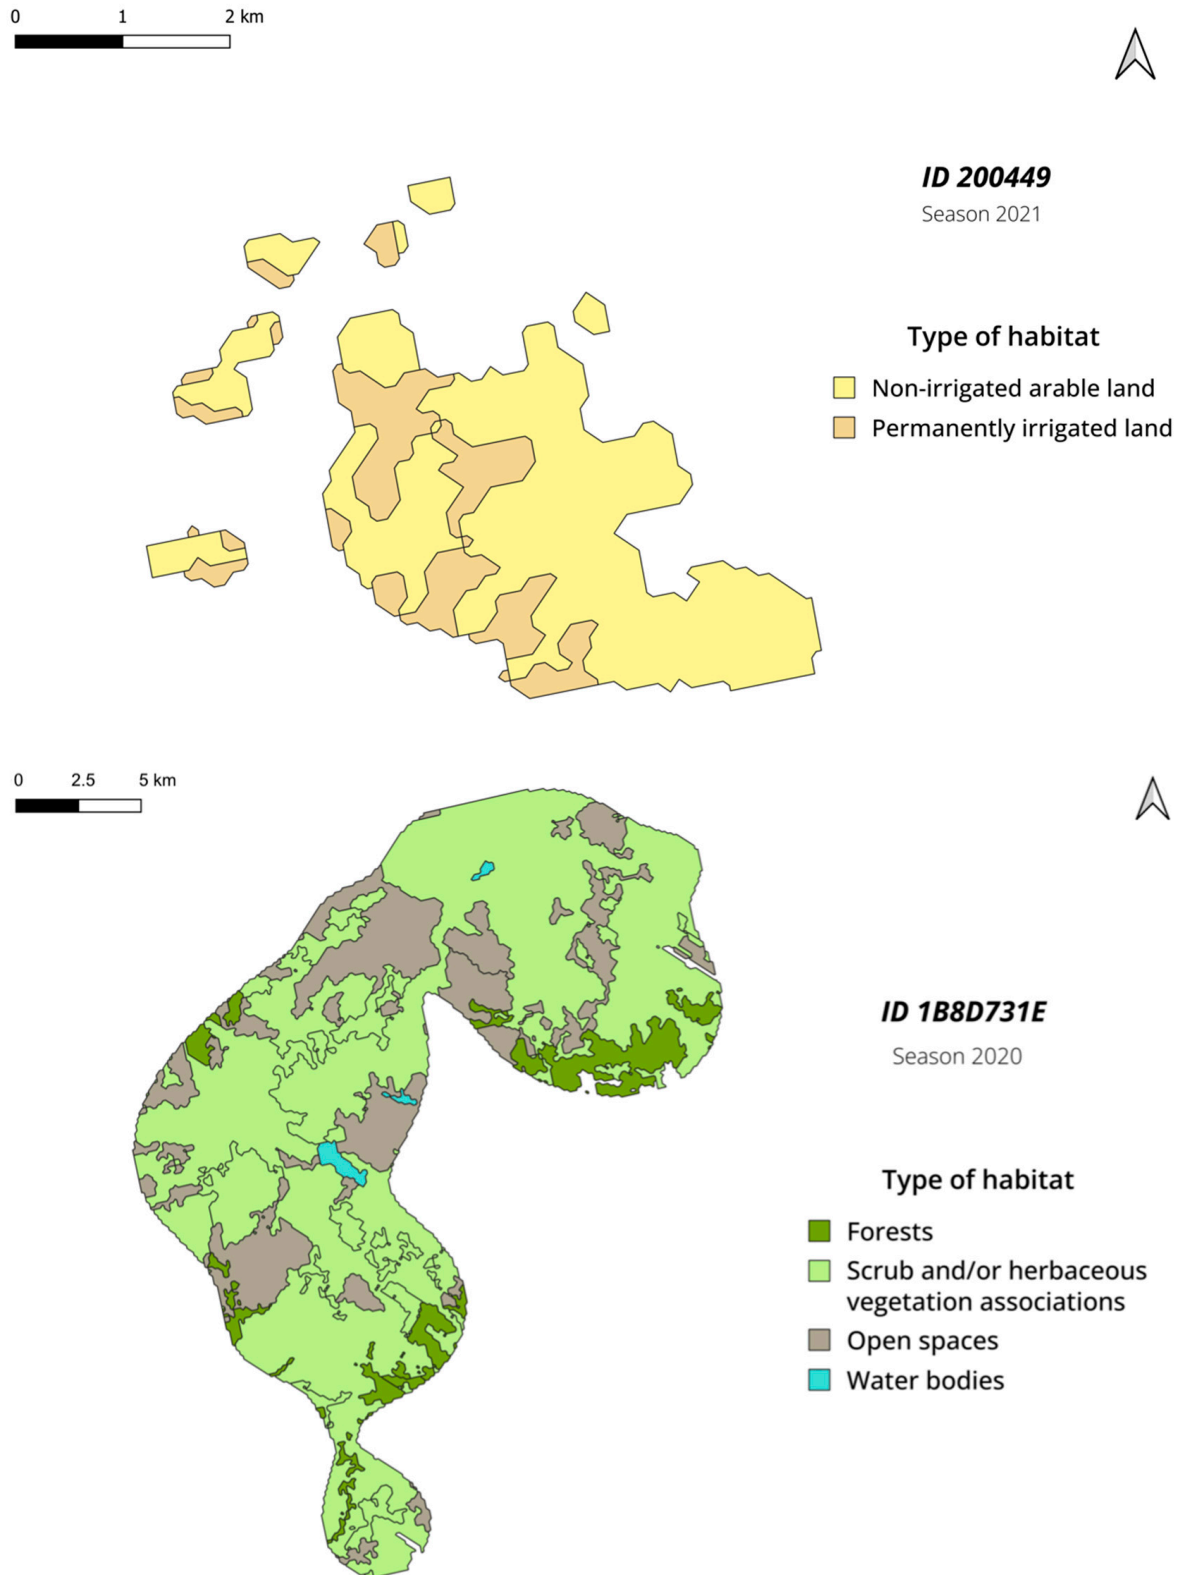 0 1 2 km
ID 200449
Season 2021
Type of habitat
Non-irrigated arable land
Permanently irrigated land
0 2.5 5 km
ID 1B8D731E
Season 2020
Type of habitat
Forests
Scrub and/or herbaceous
vegetation associations
Open spaces
Water bodies